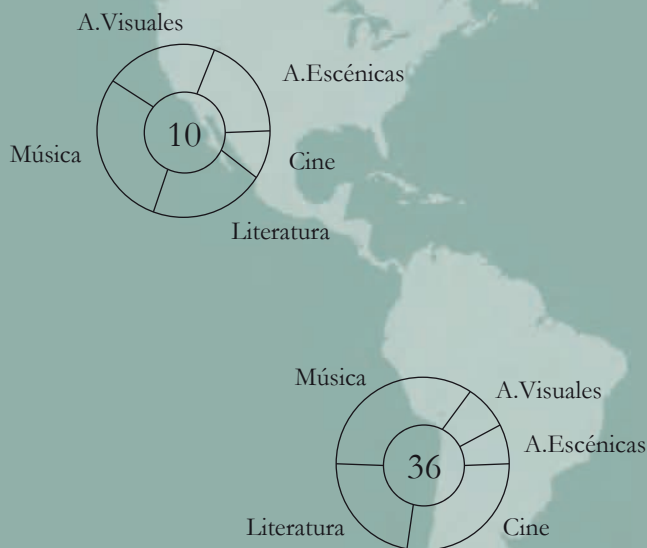 A.Visuales
A.Escénicas
10
Música
Cine
Literatura
Música
A.Visuales
A.Escénicas
36
Literatura
Cine